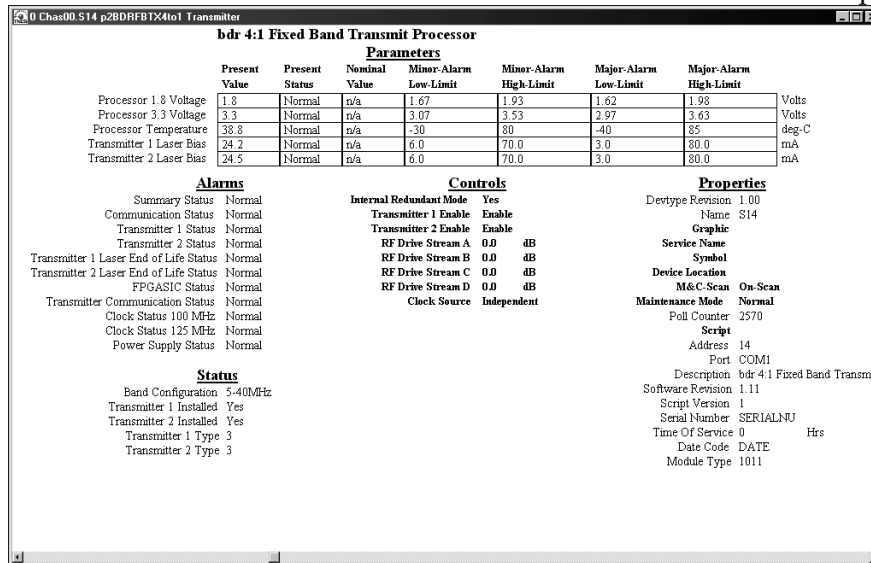 0 Chas00.S14 p2BDRFBTX4to1 Transmitter
bdr 4:1 Fixed Band Transmit Processor
Parameters
Present Present Nominal Minor-Alarm Minor-Alarm Major-Alarm Major-Alarm
Value Status Value Low-Limit High-Limit Low-Limit High-Limit
Processor 1.8 Voltage 1.8 Normal n/a 1.67 1.93 1.62 1.98 Volts
Processor 3.3 Voltage 3.3 Normal n/a 3.07 3.53 2.97 3.63 Volts
Processor Temperature 38.8 Normal n/a -30 80 -40 85 deg-C
Transmitter 1 Laser Bias 24.2 Normal n/a 6.0 70.0 3.0 80.0 mA
Transmitter 2 Laser Bias 24.5 Normal n/a 6.0 70.0 3.0 80.0 mA
Alarms
Summary Status Normal
Communication Status Normal
Transmitter 1 Status Normal
Transmitter 2 Status Normal
Transmitter 1 Laser End of Life Status Normal
Transmitter 2 Laser End of Life Status Normal
FPGASIC Status Normal
Transmitter Communication Status Normal
Clock Status 100 MHz Normal
Clock Status 125 MHz Normal
Power Supply Status Normal
Status
Band Configuration 5-40MHz
Transmitter 1 Installed Yes
Transmitter 2 Installed Yes
Transmitter 1 Type 3
Transmitter 2 Type 3
Controls
Internal Redundant Mode Yes
Transmitter 1 Enable Enable
Transmitter 2 Enable Enable
RF Drive Stream A 0.0 dB
RF Drive Stream B 0.0 dB
RF Drive Stream C 0.0 dB
RF Drive Stream D 0.0 dB
Clock Source Independent
Properties
Devtype Revision 1.00
Name S14
Graphic
Service Name
Symbol
Device Location
M&C-Scan On-Scan
Maintenance Mode Normal
Poll Counter 2570
Script
Address 14
Port COM1
Description bdr 4:1 Fixed Band Transm
Software Revision 1.11
Script Version 1
Serial Number SERIALNU
Time Of Service 0 Hrs
Date Code DATE
Module Type 1011